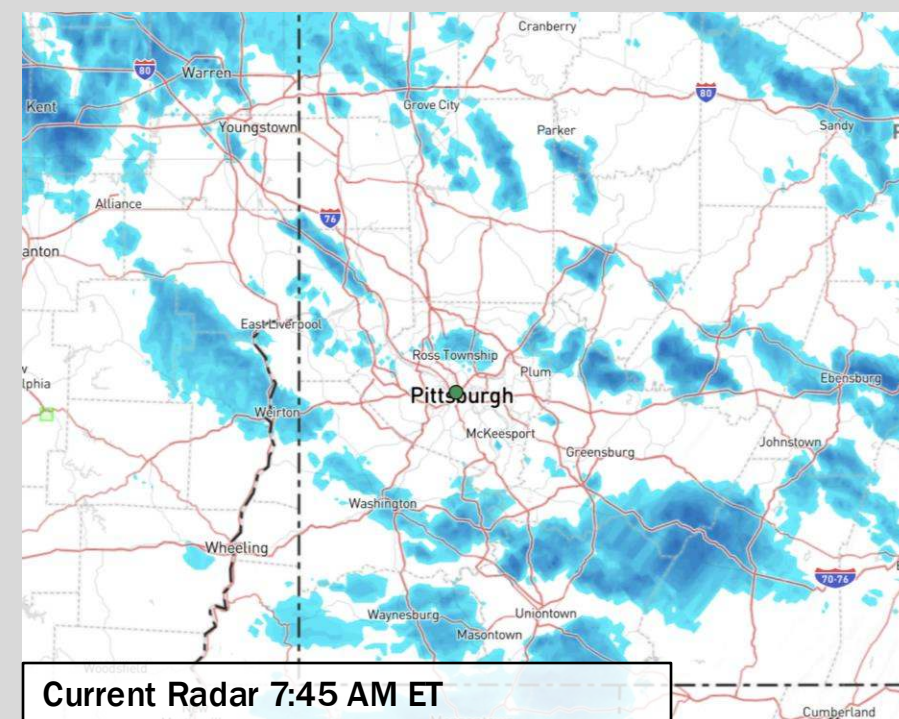 Cranberry
80
Warren
80
Kent
Grove City
Youngstown
Parker
Sandy
Alliance
76
anton
East Liverpool
Ross Township
Plum
lphia
Ebensburg
Pittsburgh
Weirton
McKeesport
Johnstown
Greensburg
Washington
Wheeling
70-76
Waynesburg
Uniontown
Masontown
Woodsfield
Current Radar 7:45 AM ET
Cumberland